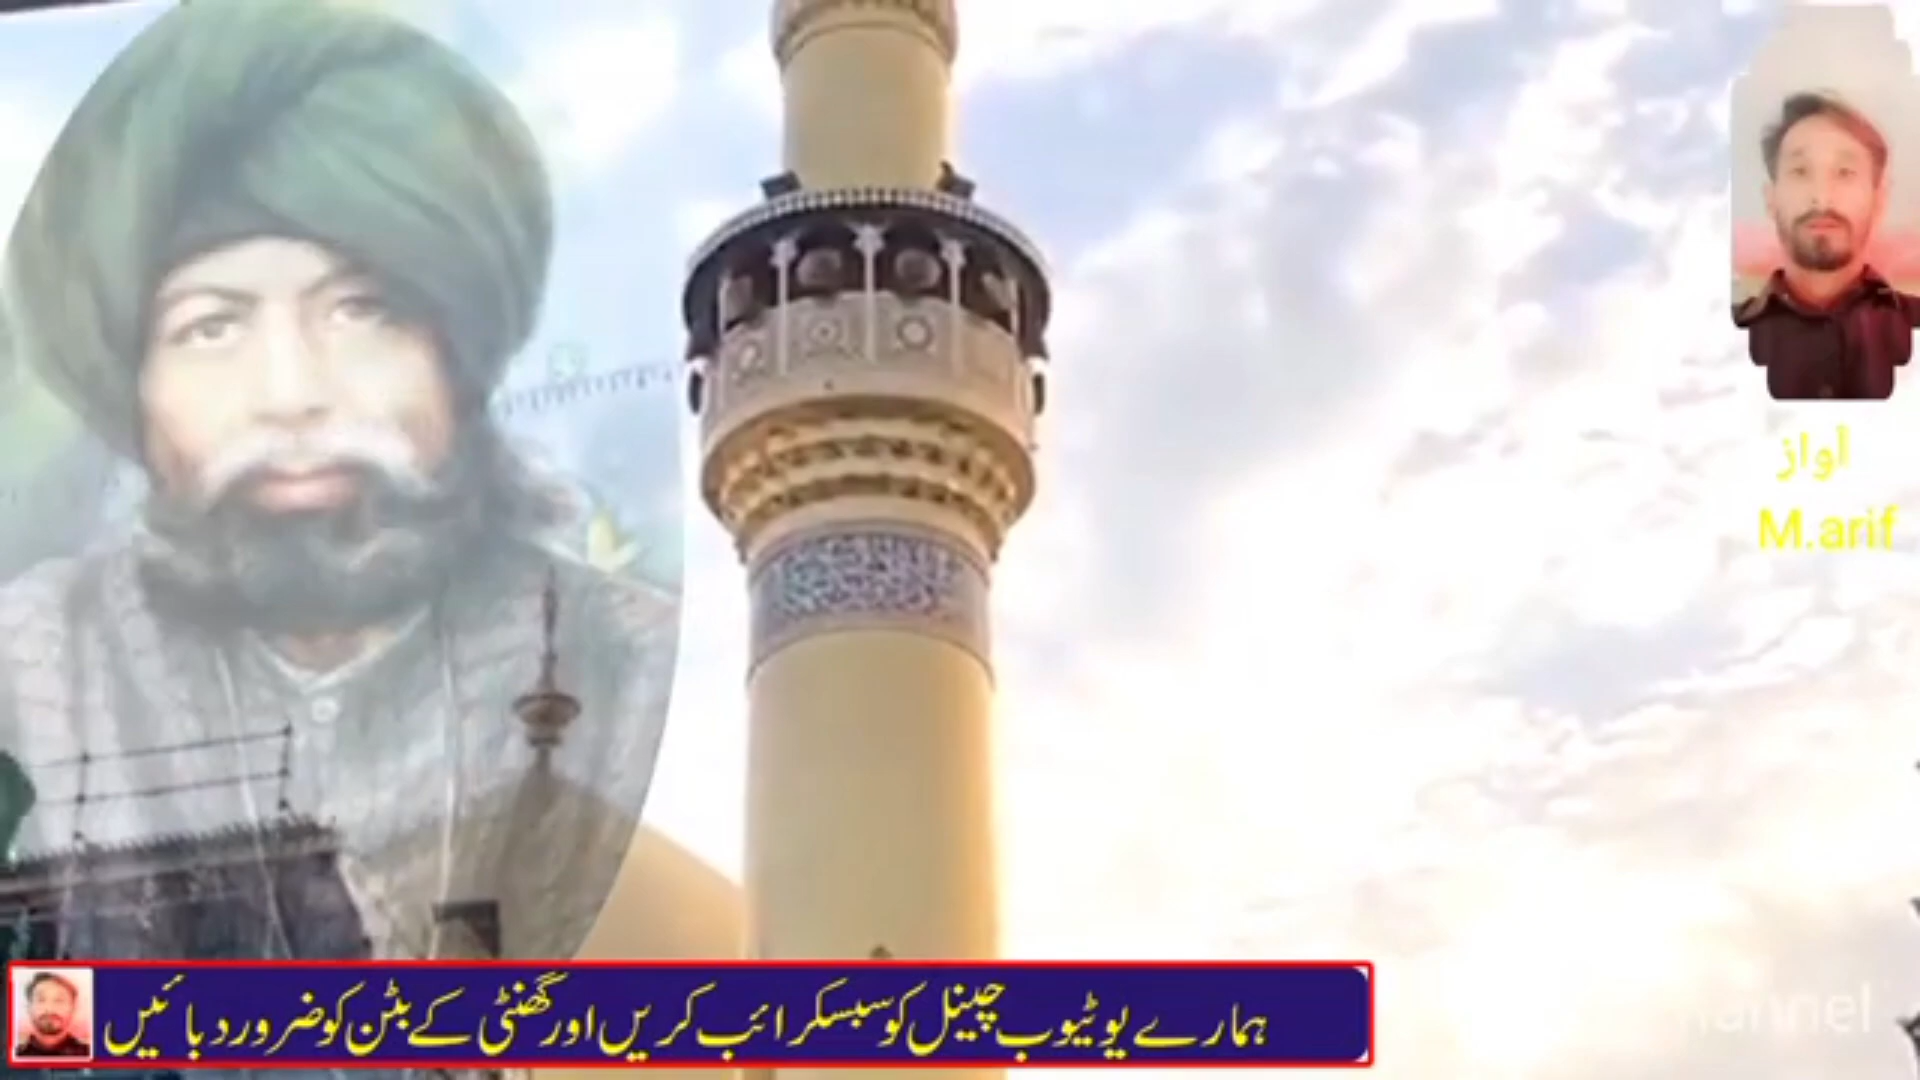 آواز
M.arif
ہمارے یوٹیوب چینل کو سبسکرائب کریں اور گھنٹی کے بٹن کو ضرور دبائیں